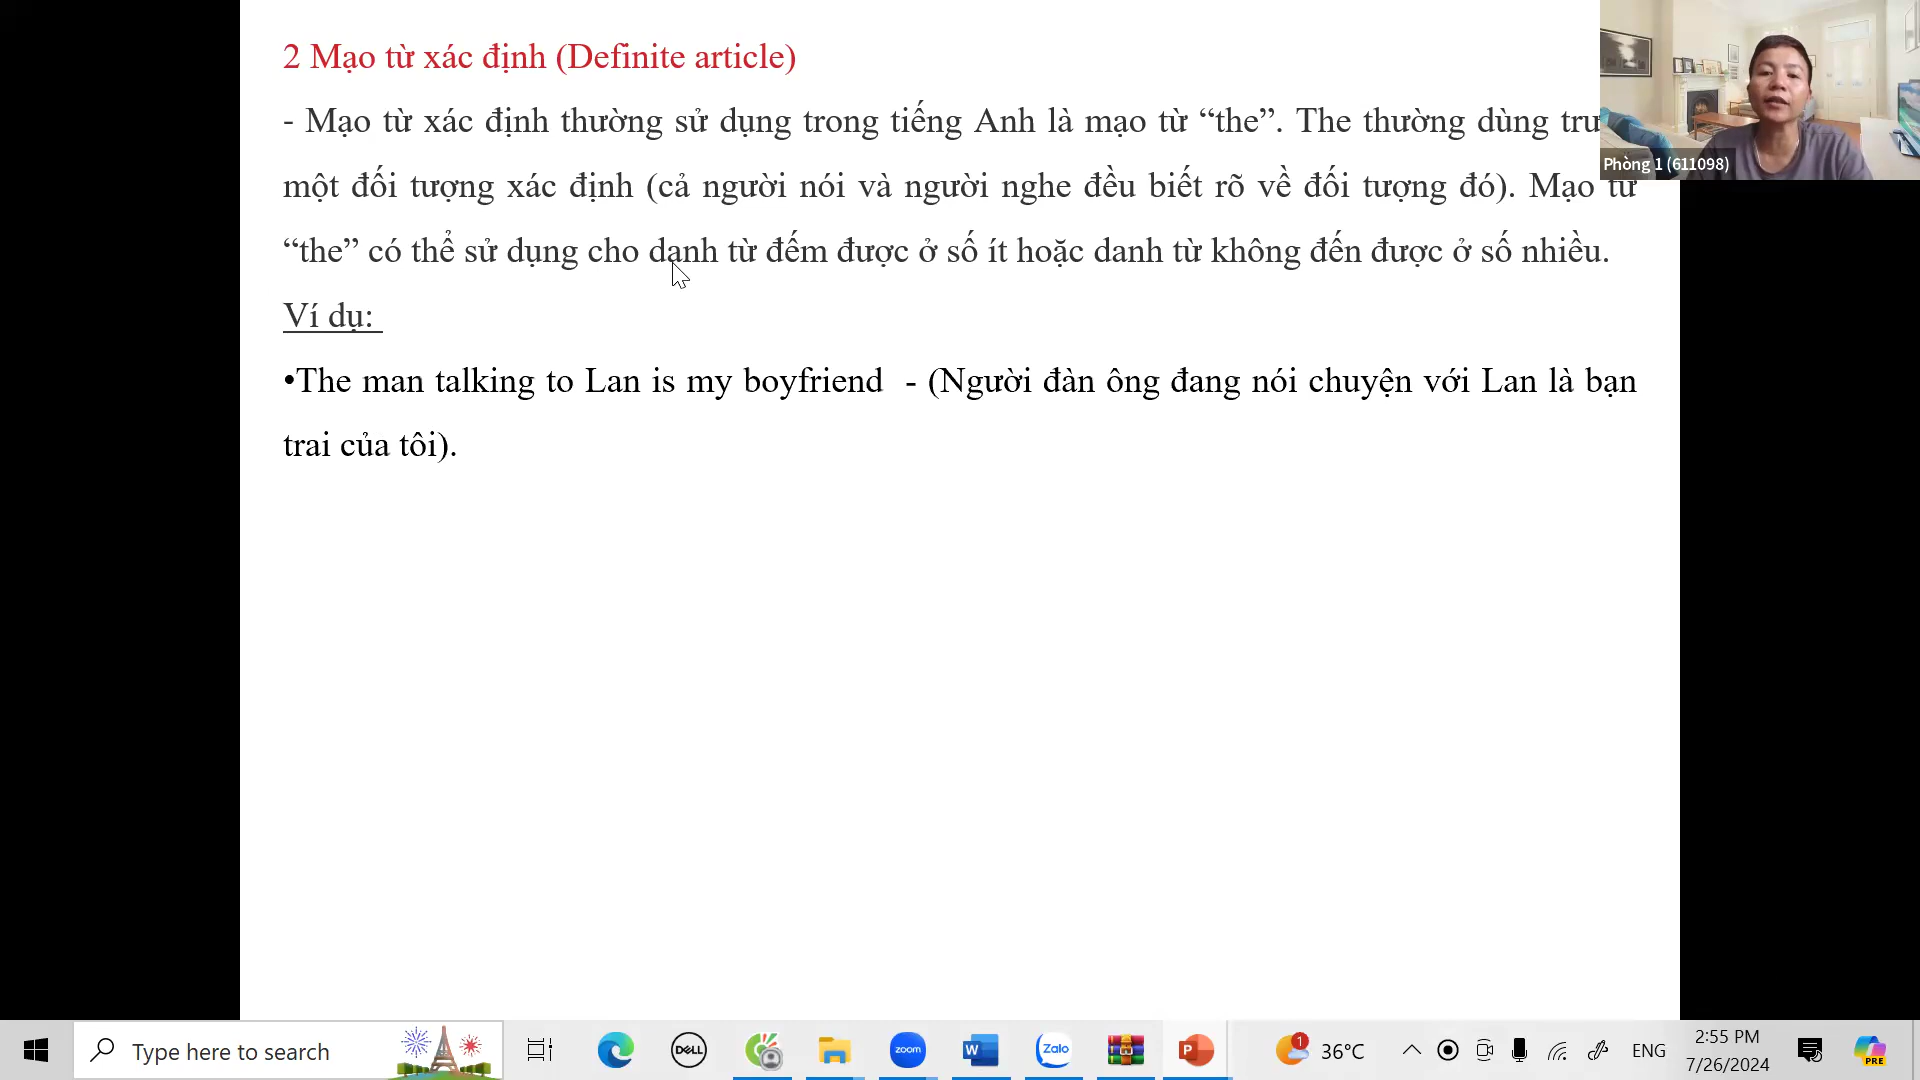 2 Mạo từ xác định (Definite article)
- Mạo từ xác định thường sử dụng trong tiếng Anh là mạo từ “the”. The thường dùng
một đối tượng xác định (cả người nói và người nghe đều biết rõ về đối tượng đó). Mạo từ
“the” có thể sử dụng cho danh từ đếm được ở số ít hoặc danh từ không đến được ở số nhiều.
Ví dụ:
•The man talking to Lan is my boyfriend - (Người đàn ông đang nói chuyện với Lan là bạn
trai của tôi).
Phòng 1 (611098)
Type here to search
DELL
zoom
W
Zalo
P
1
36°C
ENG
2:55 PM
7/26/2024
PRE